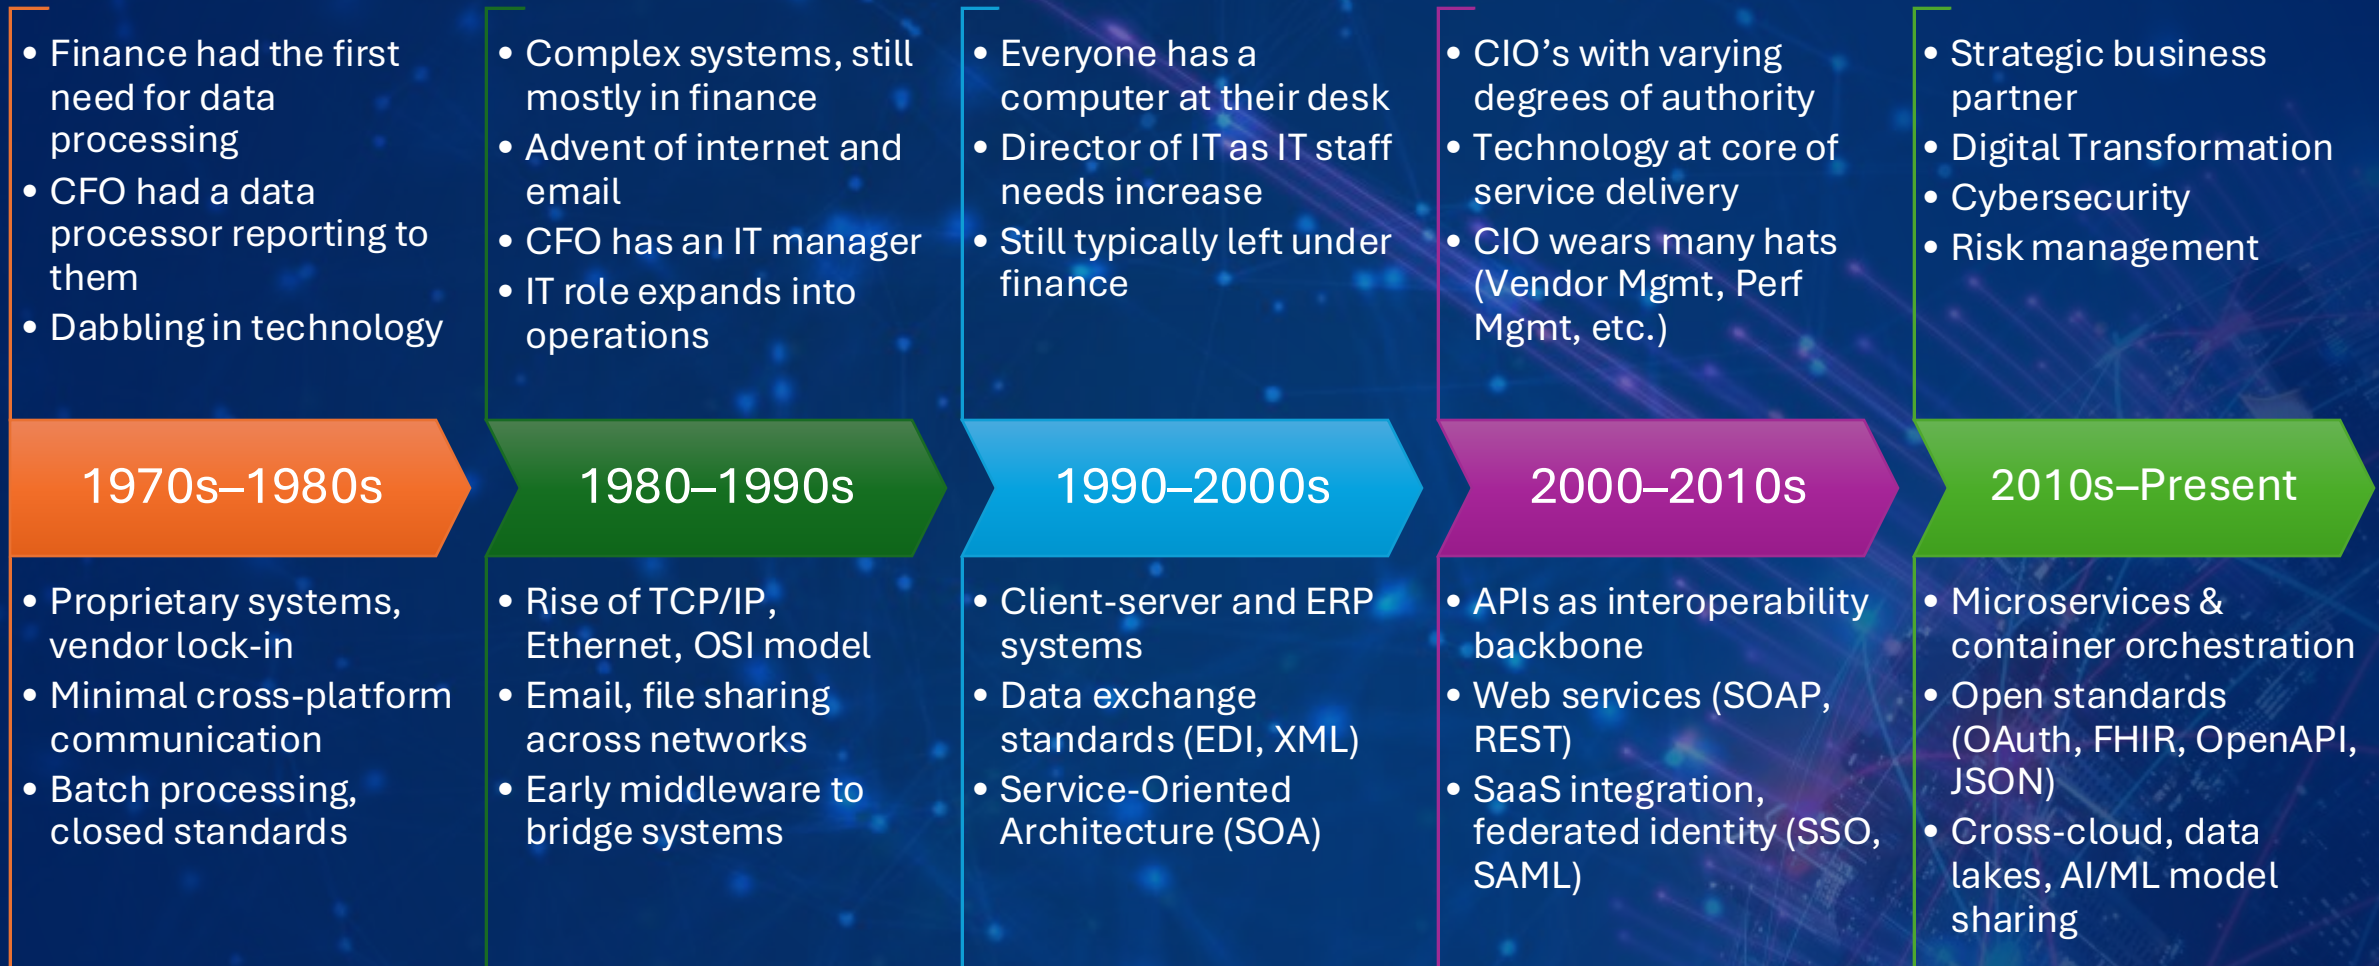 • Finance had the first
need for data
processing
• CFO had a data
processor reporting to
them
• Dabbling in technology
• Complex systems, still
mostly in finance
• Advent of internet and
email
• CFO has an IT manager
• IT role expands into
operations
• Everyone has a
computer at their desk
• Director of IT as IT staff
needs increase
• Still typically left under
finance
• CIO’s with varying
degrees of authority
• Technology at core of
service delivery
• CIO wears many hats
(Vendor Mgmt, Perf
Mgmt, etc.)
• Strategic business
partner
• Digital Transformation
• Cybersecurity
• Risk management
1970s–1980s
1980–1990s
1990–2000s
2000–2010s
2010s–Present
• Proprietary systems,
vendor lock-in
• Minimal cross-platform
communication
• Batch processing,
closed standards
• Rise of TCP/IP,
Ethernet, OSI model
• Email, file sharing
across networks
• Early middleware to
bridge systems
• Client-server and ERP
systems
• Data exchange
standards (EDI, XML)
• Service-Oriented
Architecture (SOA)
• APIs as interoperability
backbone
• Web services (SOAP,
REST)
• SaaS integration,
federated identity (SSO,
SAML)
• Microservices &
container orchestration
• Open standards
(OAuth, FHIR, OpenAPI,
JSON)
• Cross-cloud, data
lakes, AI/ML model
sharing